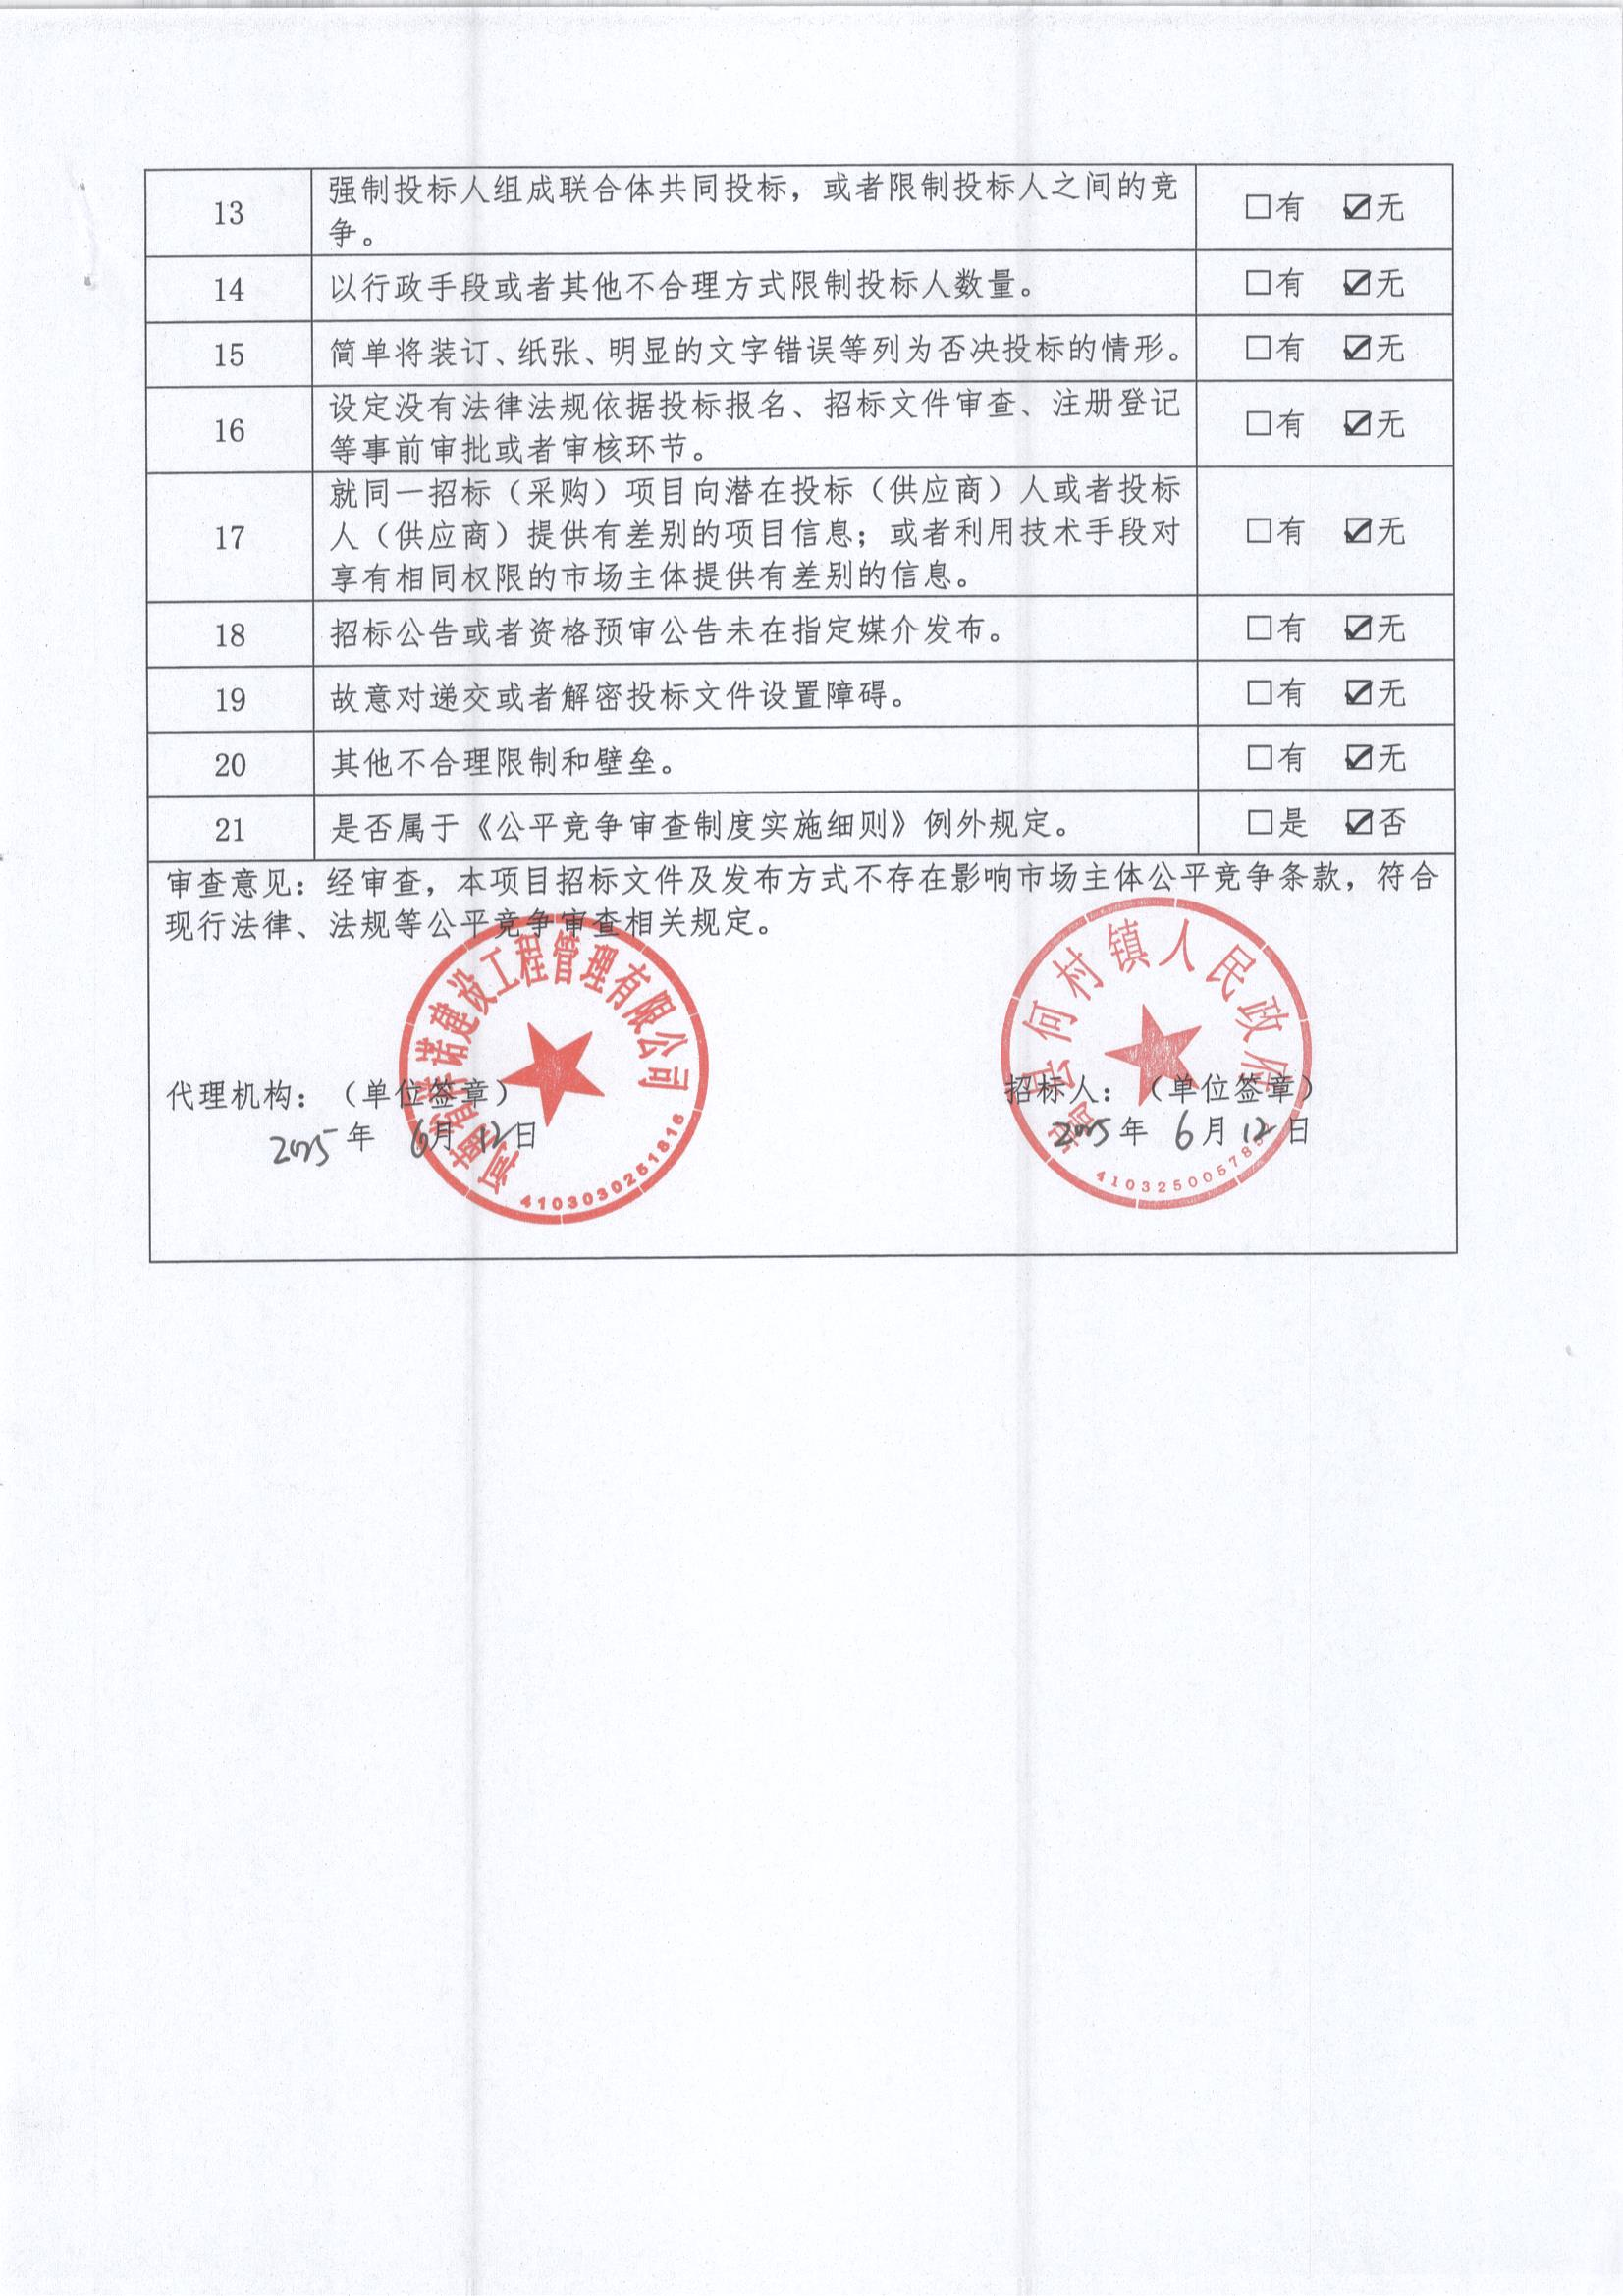 13 强制投标人组成联合体共同投标，或者限制投标人之间的竞 □有 ☑无
争。
14 以行政手段或者其他不合理方式限制投标人数量。 □有 ☑无
15 简单将装订、纸张、明显的文字错误等列为否决投标的情形。 □有 ☑无
16 设定没有法律法规依据投标报名、招标文件审查、注册登记 □有 ☑无
等事前审批或者审核环节。
就同一招标（采购）项目向潜在投标（供应商）人或者投标
17 人（供应商）提供有差别的项目信息；或者利用技术手段对 □有 ☑无
享有相同权限的市场主体提供有差别的信息。
18 招标公告或者资格预审公告未在指定媒介发布。 □有 ☑无
19 故意对递交或者解密投标文件设置障碍。 □有 ☑无
20 其他不合理限制和壁垒。 □有 ☑无
21 是否属于《公平竞争审查制度实施细则》例外规定。 □是 ☑否
审查意见：经审查，本项目招标文件及发布方式不存在影响市场主体公平竞争条款，符合
现行法律、法规等公平竞争审查相关规定。
代理机构：（单位签章） 招标人：（单位签章）
2025年 6月12日 2025年 6月12日
诺建设工程管理有限公司
4103030251816
县何村镇人民政府